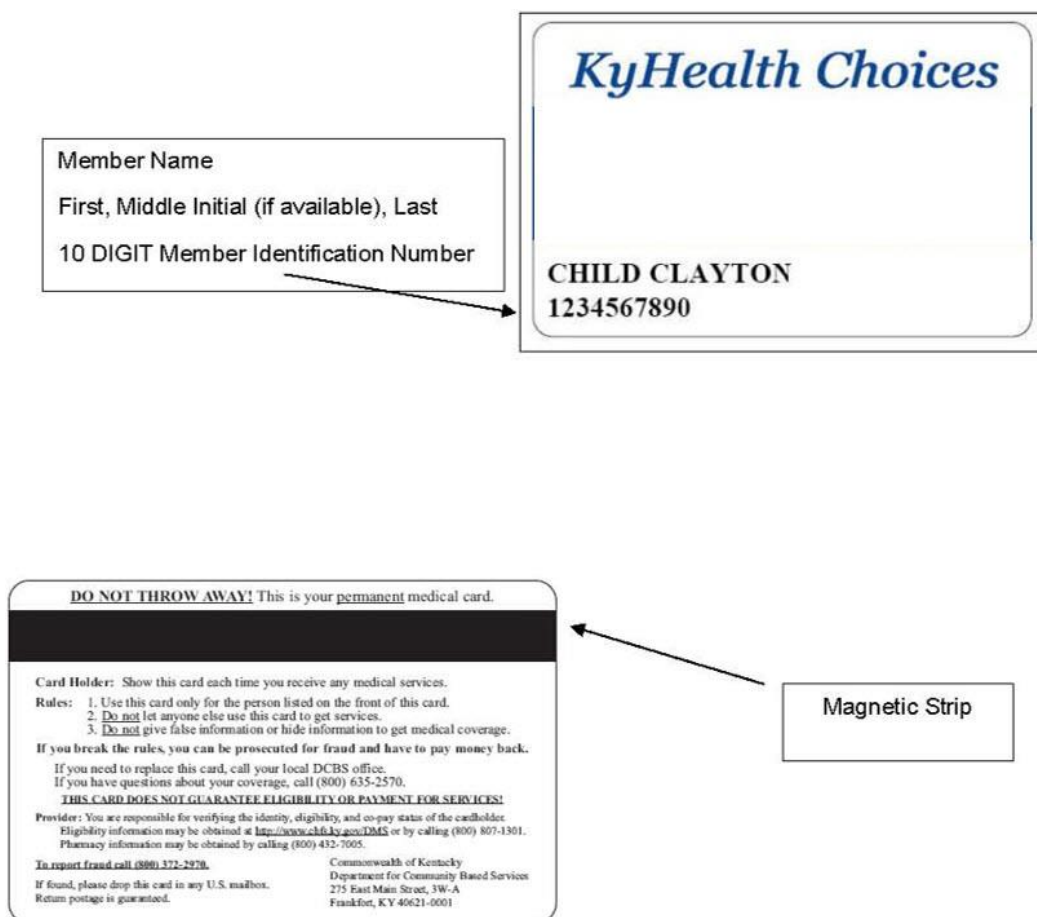 KyHealth Choices
Member Name
First, Middle Initial (if available), Last
10 DIGIT Member Identification Number
CHILD CLAYTON
1234567890
DO NOT THROW AWAY! This is your permanent medical card.
Card Holder: Show this card each time you receive any medical services.
Rules: 1. Use this card only for the person listed on the front of this card.
2. Do not let anyone else use this card to get services.
3. Do not give false information or hide information to get medical coverage.
If you break the rules, you can be prosecuted for fraud and have to pay money back.
If you need to replace this card, call your local DCBS office.
If you have questions about your coverage, call (800) 635-2570.
THIS CARD DOES NOT GUARANTEE ELIGIBILITY OR PAYMENT FOR SERVICES!
Provider: You are responsible for verifying the identity, eligibility, and co-pay status of the cardholder.
Eligibility information may be obtained at http://www.chfs.ky.gov/DMS or by calling (800) 807-1301.
Pharmacy information may be obtained by calling (800) 432-7005.
To report fraud call (800) 372-2970.
If found, please drop this card in any U.S. mailbox.
Return postage is guaranteed.
Commonwealth of Kentucky
Department for Community Based Services
275 East Main Street, 3W-A
Frankfort, KY 40621-0001
Magnetic Strip